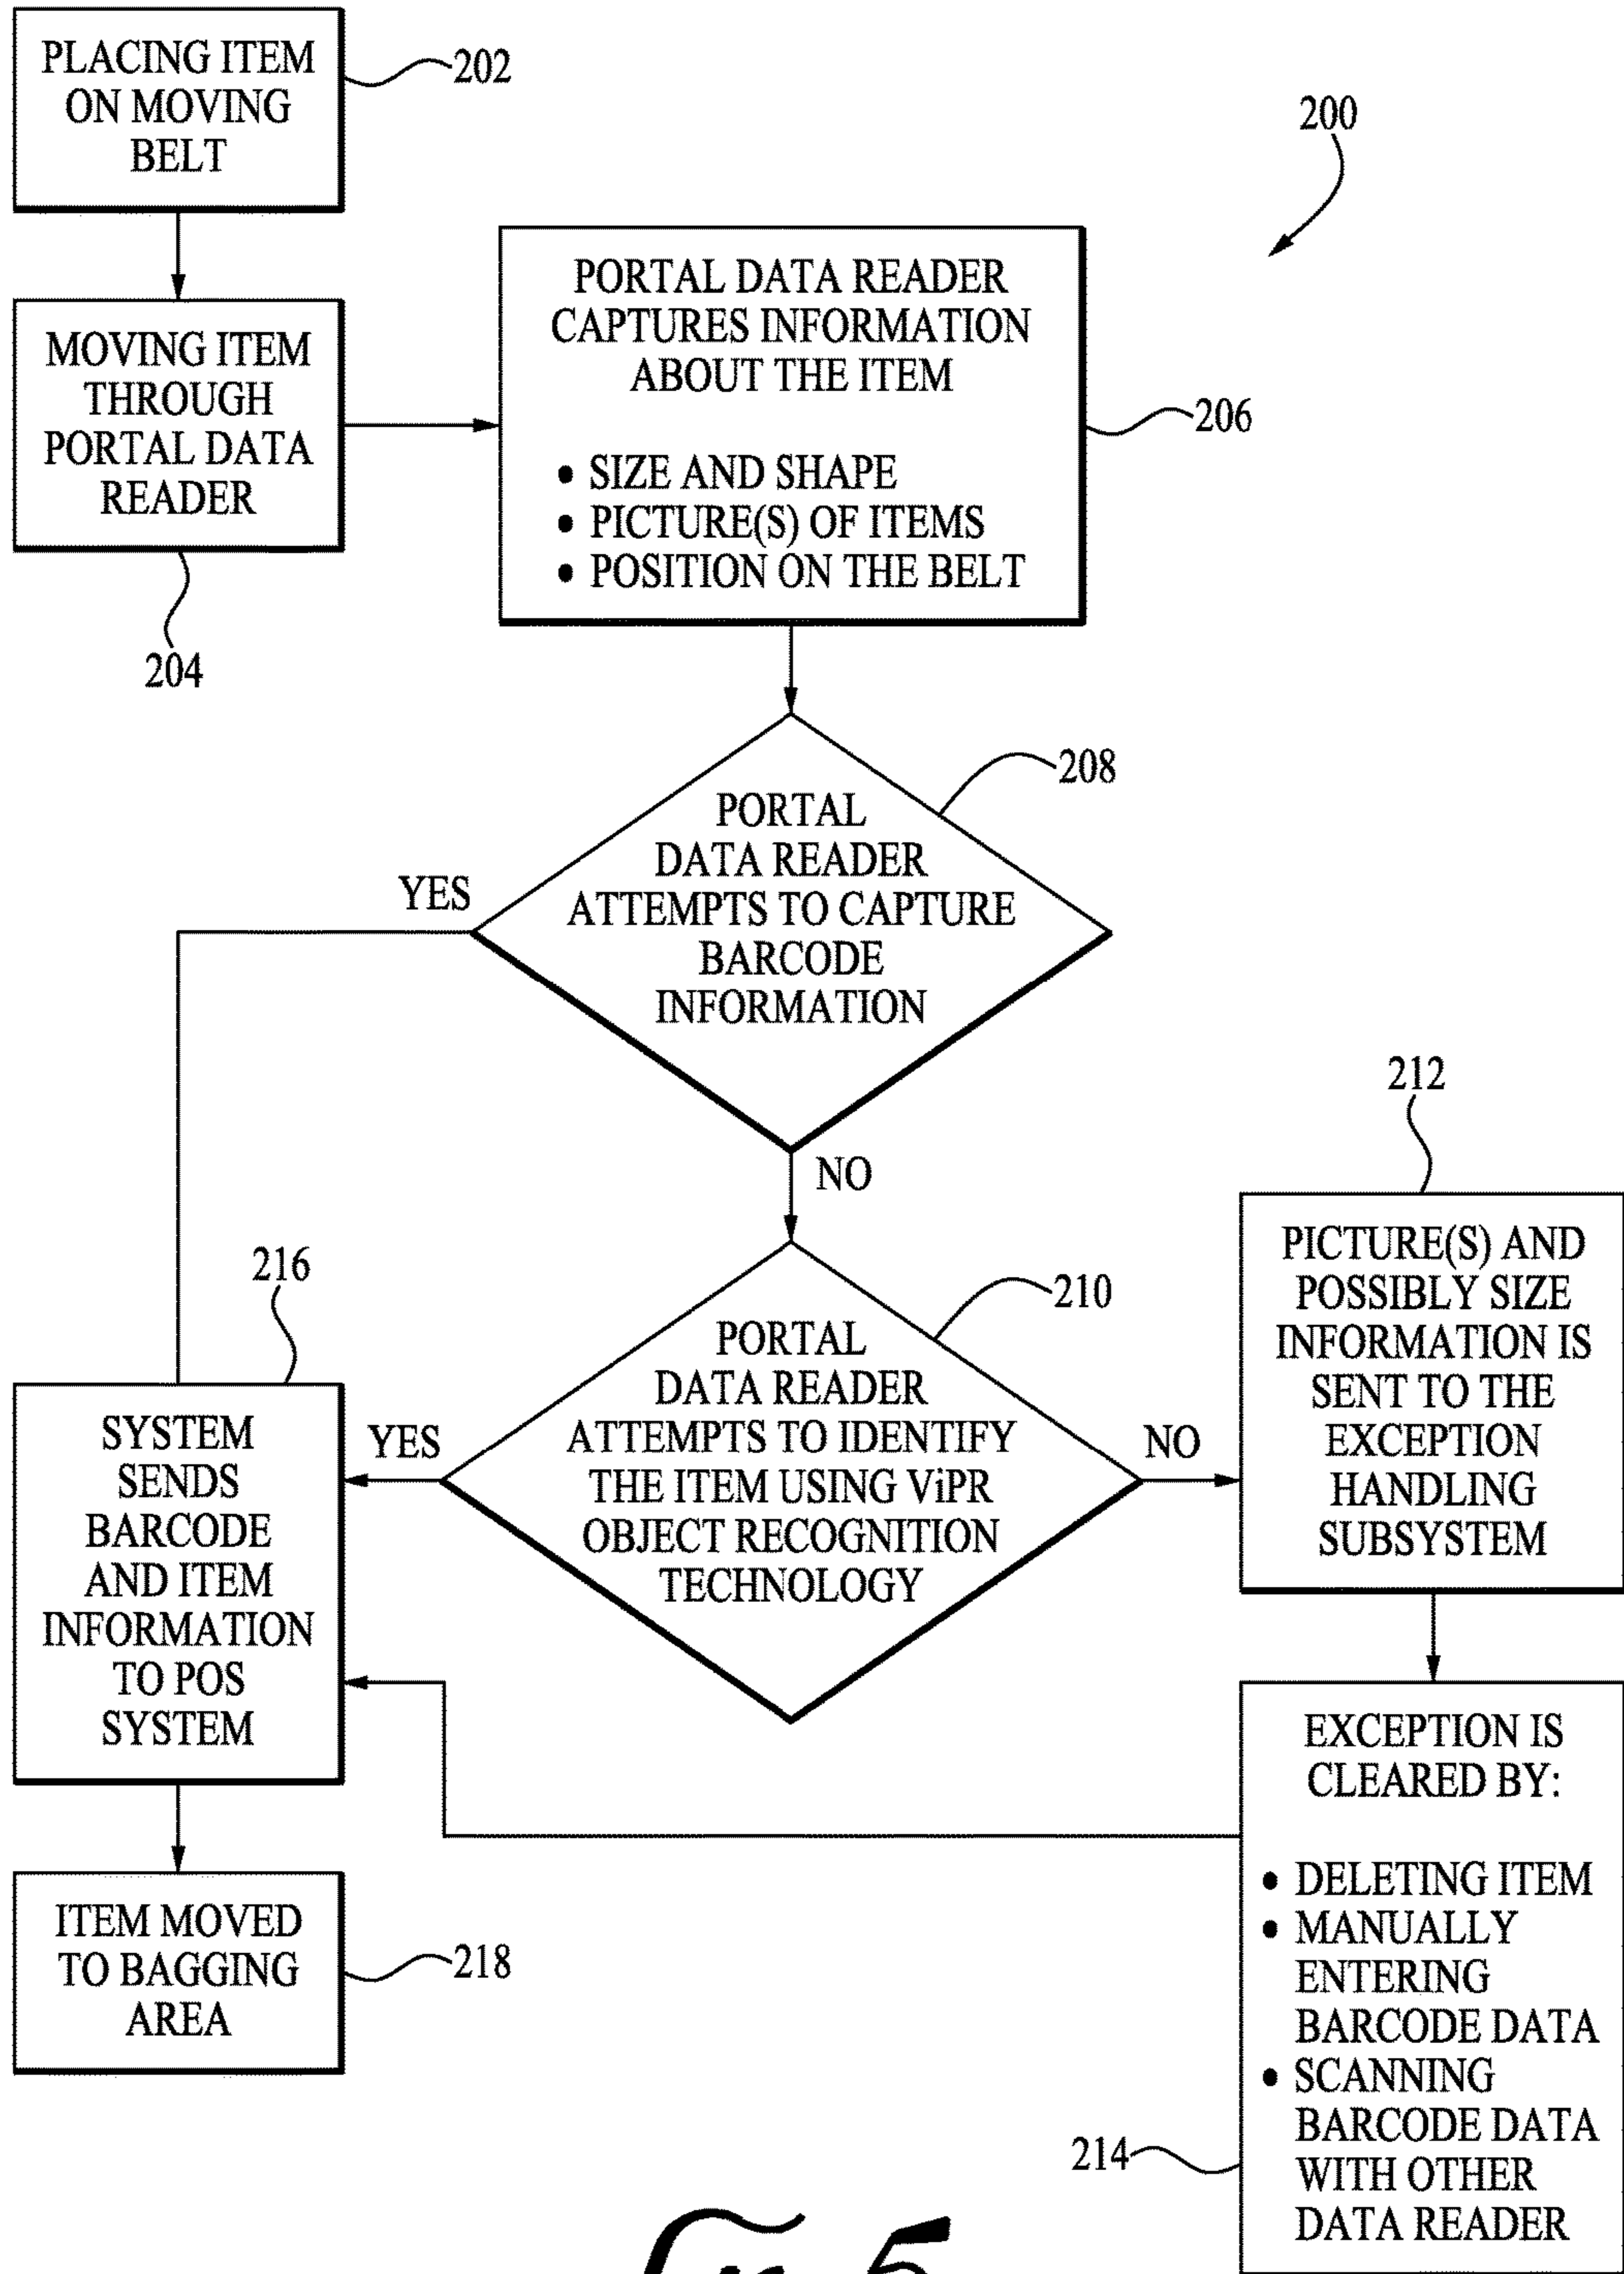 PLACING ITEM
ON MOVING
BELT
202
200
MOVING ITEM
THROUGH
PORTAL DATA
READER
204
PORTAL DATA READER
CAPTURES INFORMATION
ABOUT THE ITEM
• SIZE AND SHAPE
• PICTURE(S) OF ITEMS
• POSITION ON THE BELT
206
PORTAL
DATA READER
ATTEMPTS TO CAPTURE
BARCODE
INFORMATION
208
YES
NO
PORTAL
DATA READER
ATTEMPTS TO IDENTIFY
THE ITEM USING ViPR
OBJECT RECOGNITION
TECHNOLOGY
210
YES
NO
212
PICTURE(S) AND
POSSIBLY SIZE
INFORMATION IS
SENT TO THE
EXCEPTION
HANDLING
SUBSYSTEM
216
SYSTEM
SENDS
BARCODE
AND ITEM
INFORMATION
TO POS
SYSTEM
EXCEPTION IS
CLEARED BY:
• DELETING ITEM
• MANUALLY
ENTERING
BARCODE DATA
• SCANNING
BARCODE DATA
WITH OTHER
DATA READER
214
ITEM MOVED
TO BAGGING
AREA
218